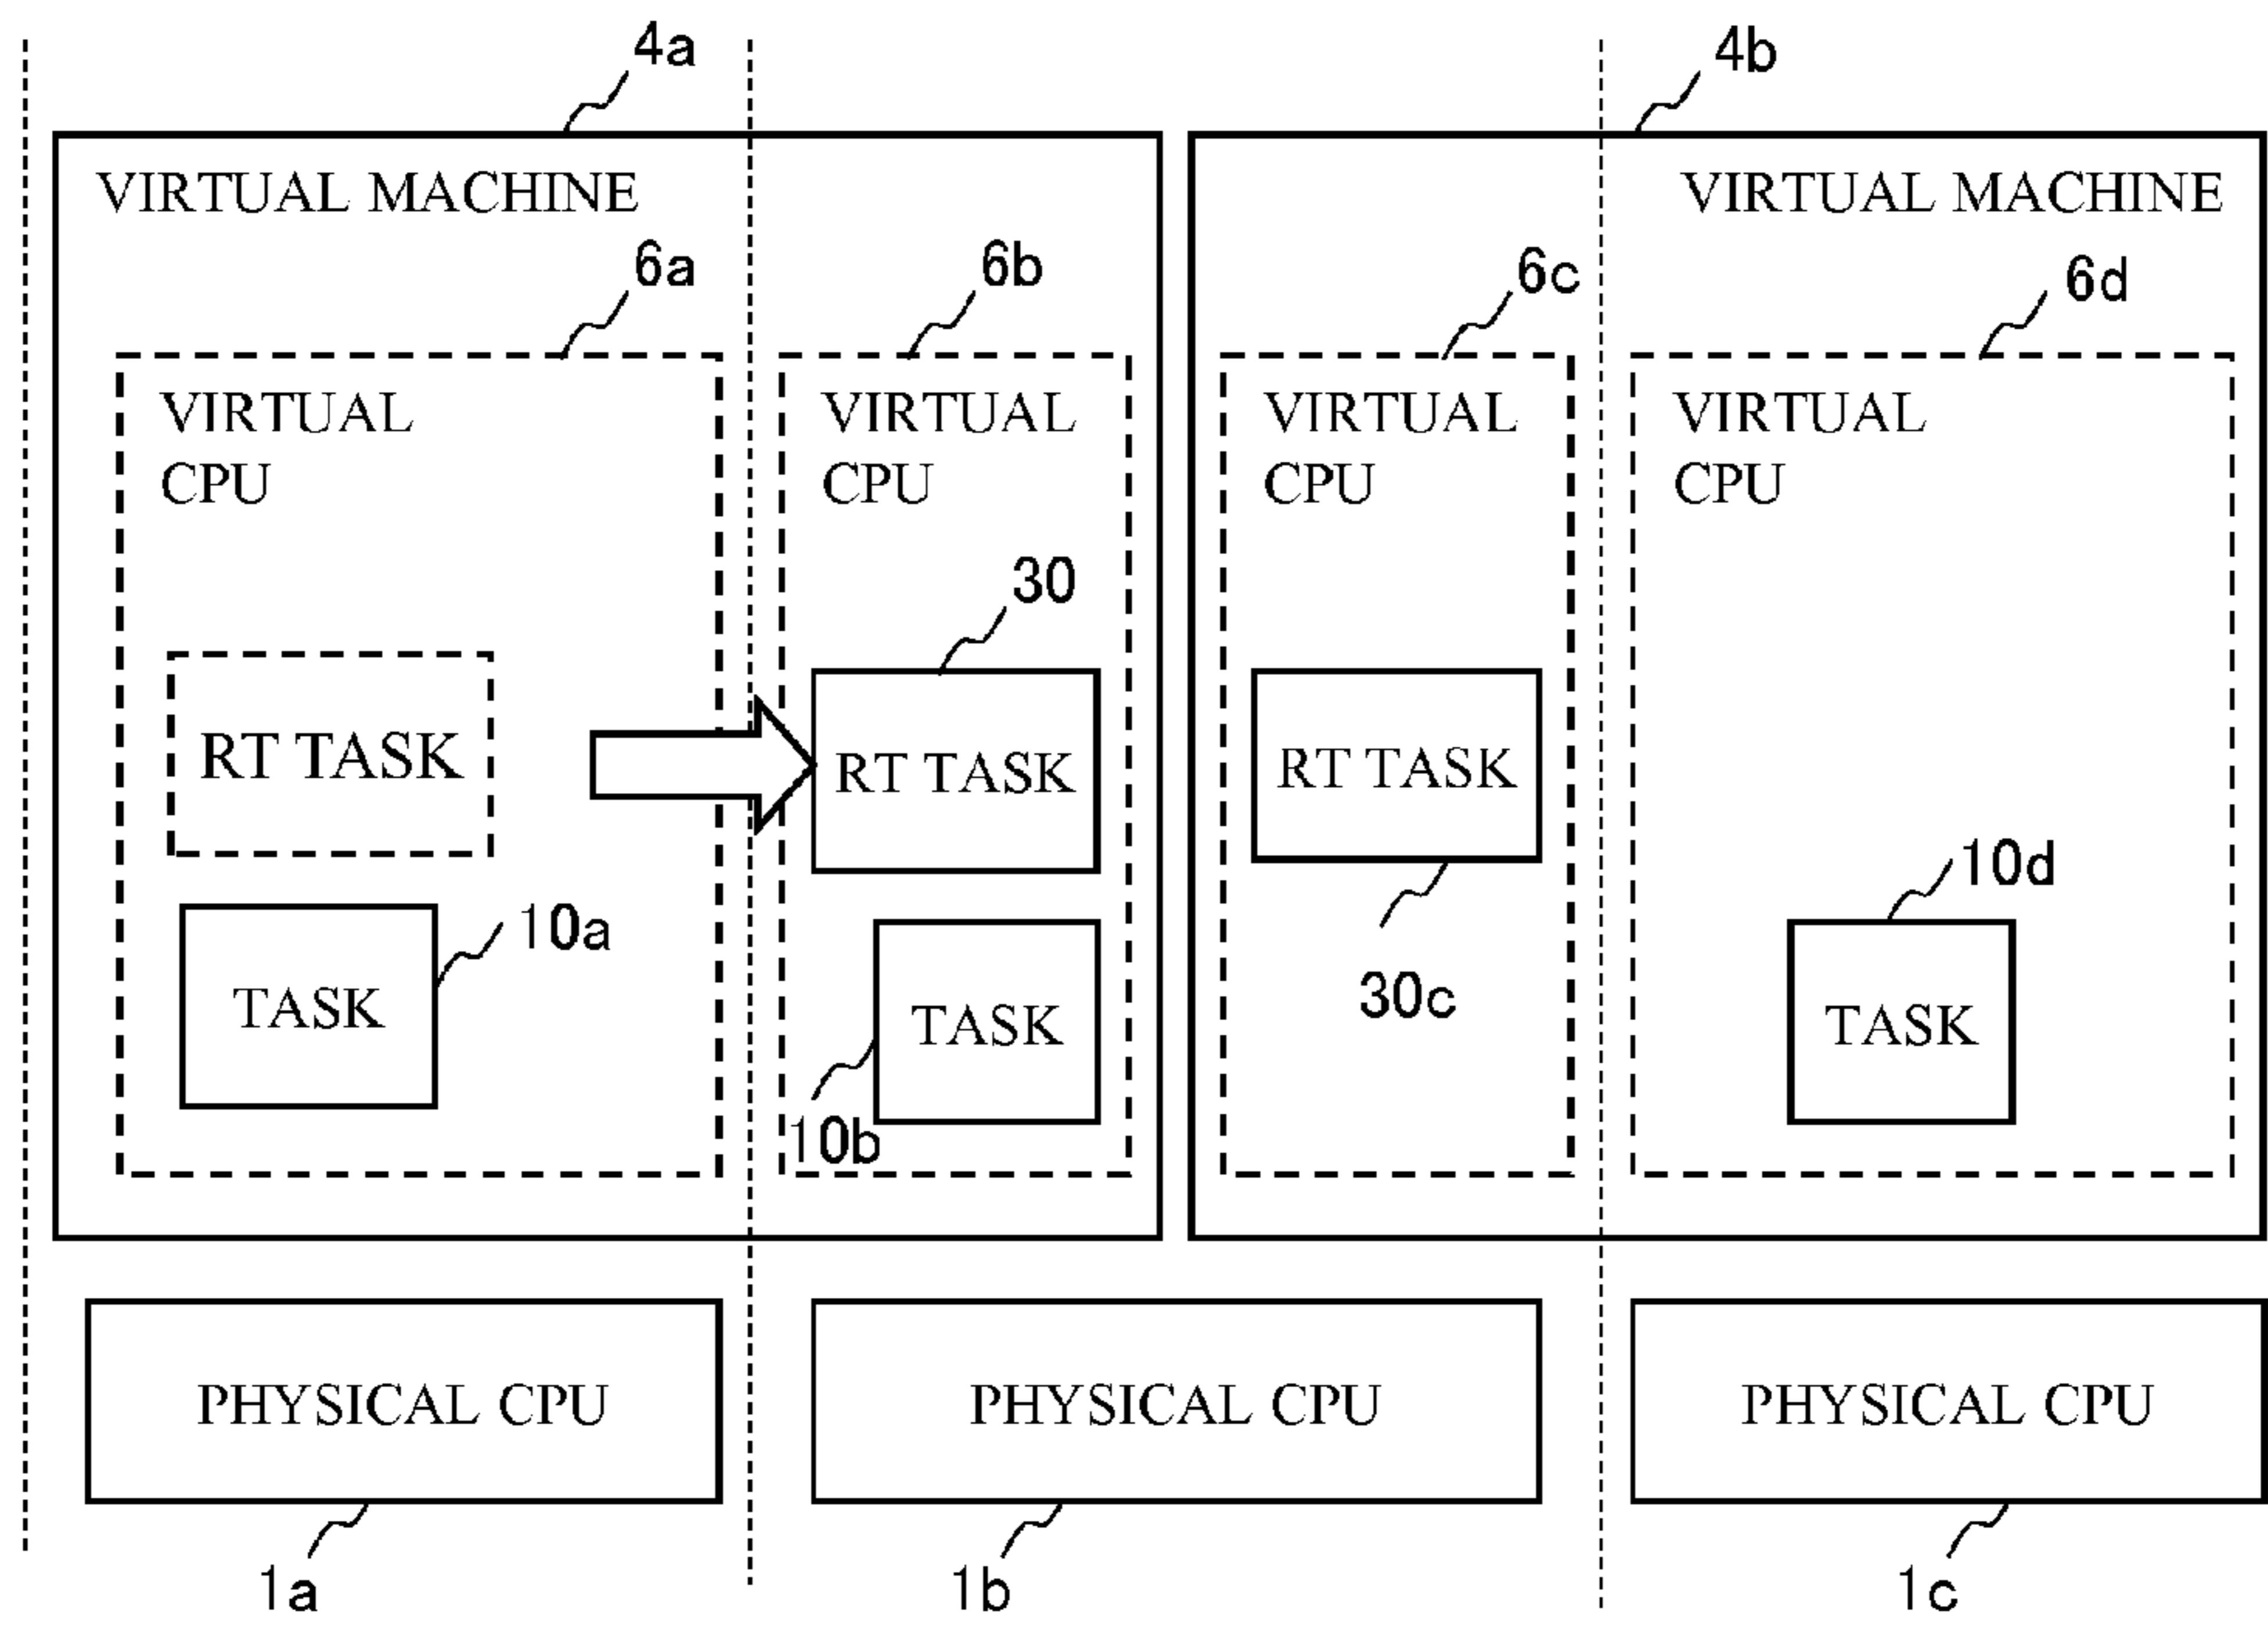 4a
4b
VIRTUAL MACHINE
VIRTUAL MACHINE
6a
6b
6c
6d
VIRTUAL
CPU
VIRTUAL
CPU
VIRTUAL
CPU
VIRTUAL
CPU
30
RT TASK
RT TASK
RT TASK
10a
10d
30c
TASK
TASK
TASK
10b
PHYSICAL CPU
PHYSICAL CPU
PHYSICAL CPU
1a
1b
1c